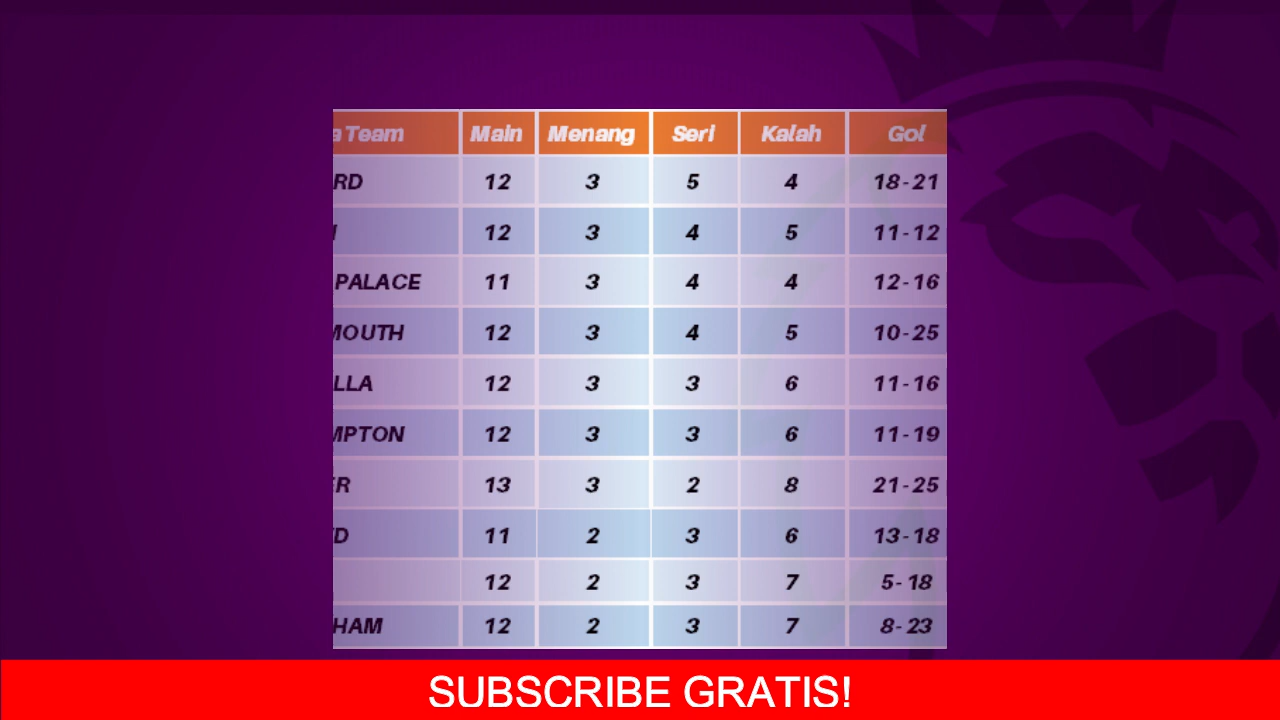 a Team Main Menang Seri Kalah Gol
RD 12 3 5 4 18-21
12 3 4 5 11-12
PALACE 11 3 4 4 12-16
MOUTH 12 3 4 5 10-25
LLA 12 3 3 6 11-16
MPTON 12 3 3 6 11-19
ER 13 3 2 8 21-25
ED 11 2 3 6 13-18
12 2 3 7 5-18
HAM 12 2 3 7 8-23
SUBSCRIBE GRATIS!